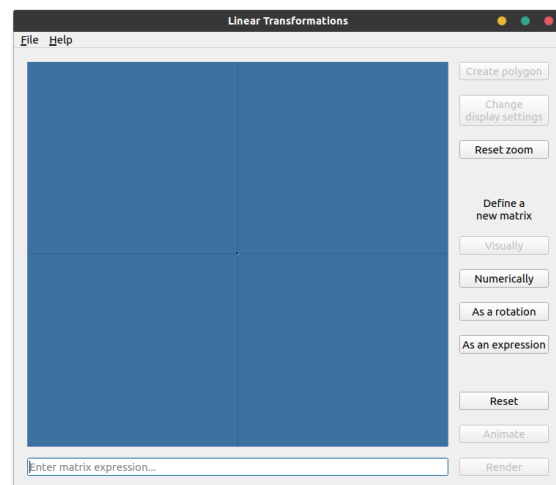 Linear Transformations
File Help
Create polygon
Change
display settings
Reset zoom
Define a
new matrix
Visually
Numerically
As a rotation
As an expression
Reset
Animate
Enter matrix expression...
Render